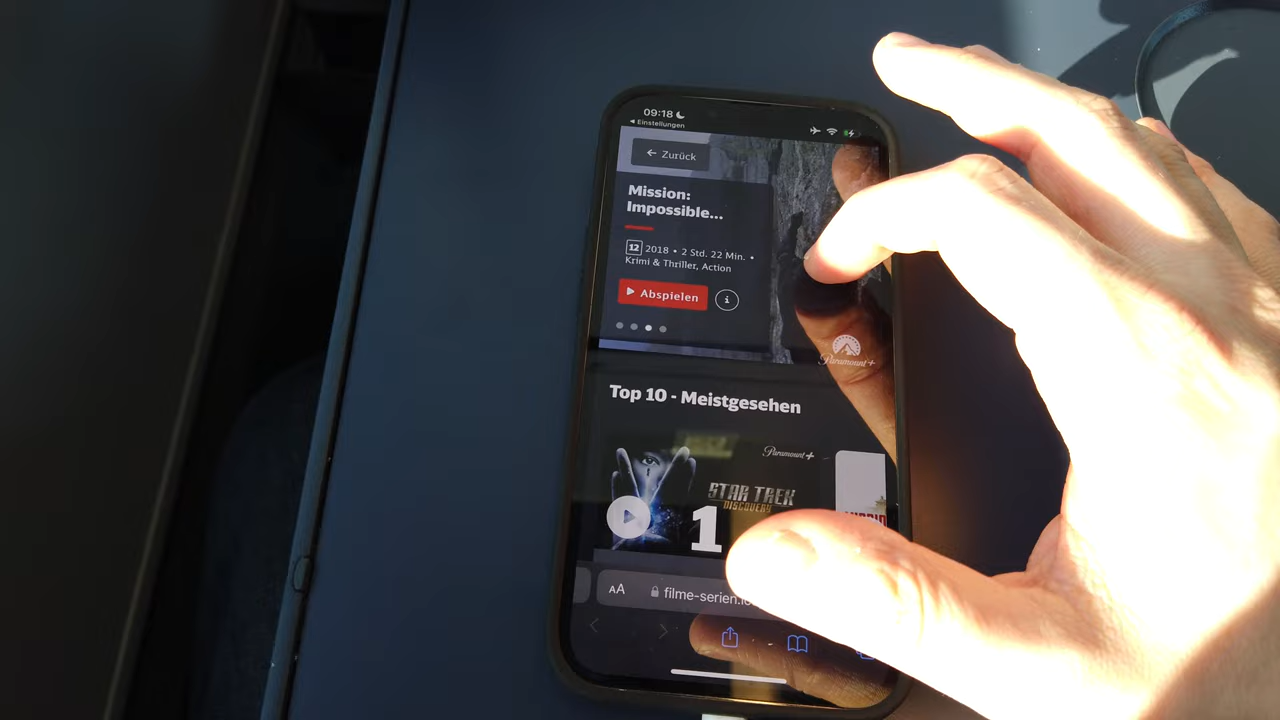 09:18
◀ Einstellungen
← Zurück
Mission:
Impossible...
12 2018 • 2 Std. 22 Min. •
Krimi & Thriller, Action
Abspielen
i
Paramount+
Top 10 - Meistgesehen
Paramount+
STAR TREK
DISCOVERY
1
AA filme-serien.